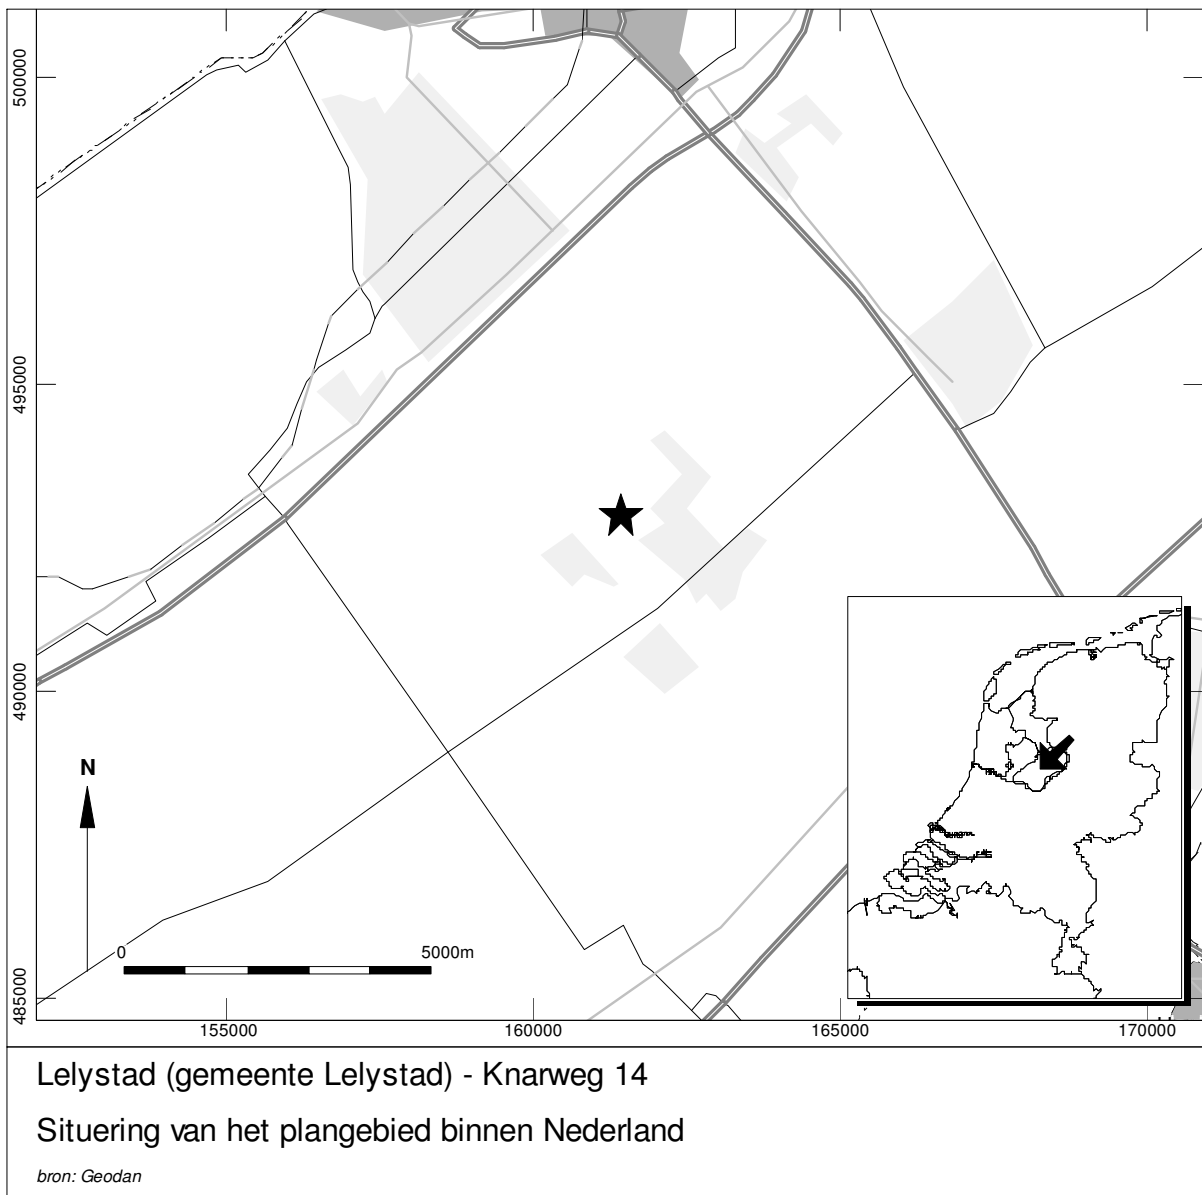 500000
495000
490000
485000
N
0 5000m
155000 160000 165000 170000
Lelystad (gemeente Lelystad) - Knarweg 14
Situering van het plangebied binnen Nederland
bron: Geodan